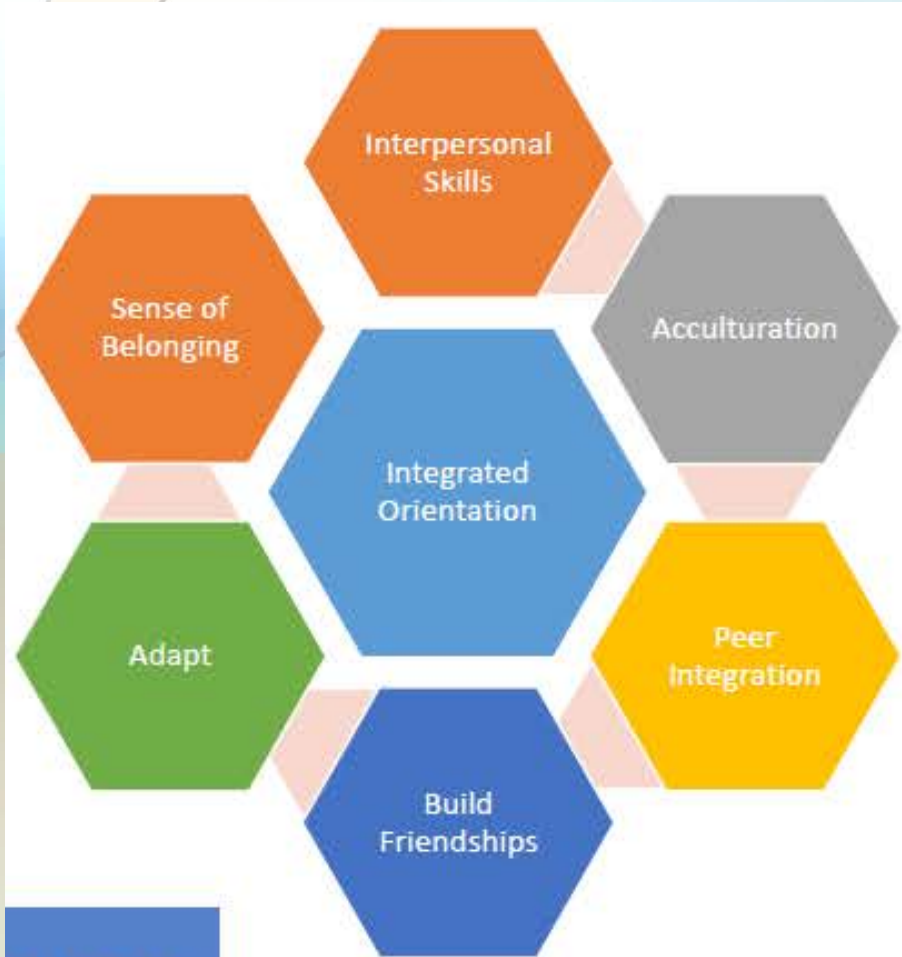 Interpersonal
Skills
Acculturation
Peer
Integration
Build
Friendships
Adapt
Sense of
Belonging
Integrated
Orientation